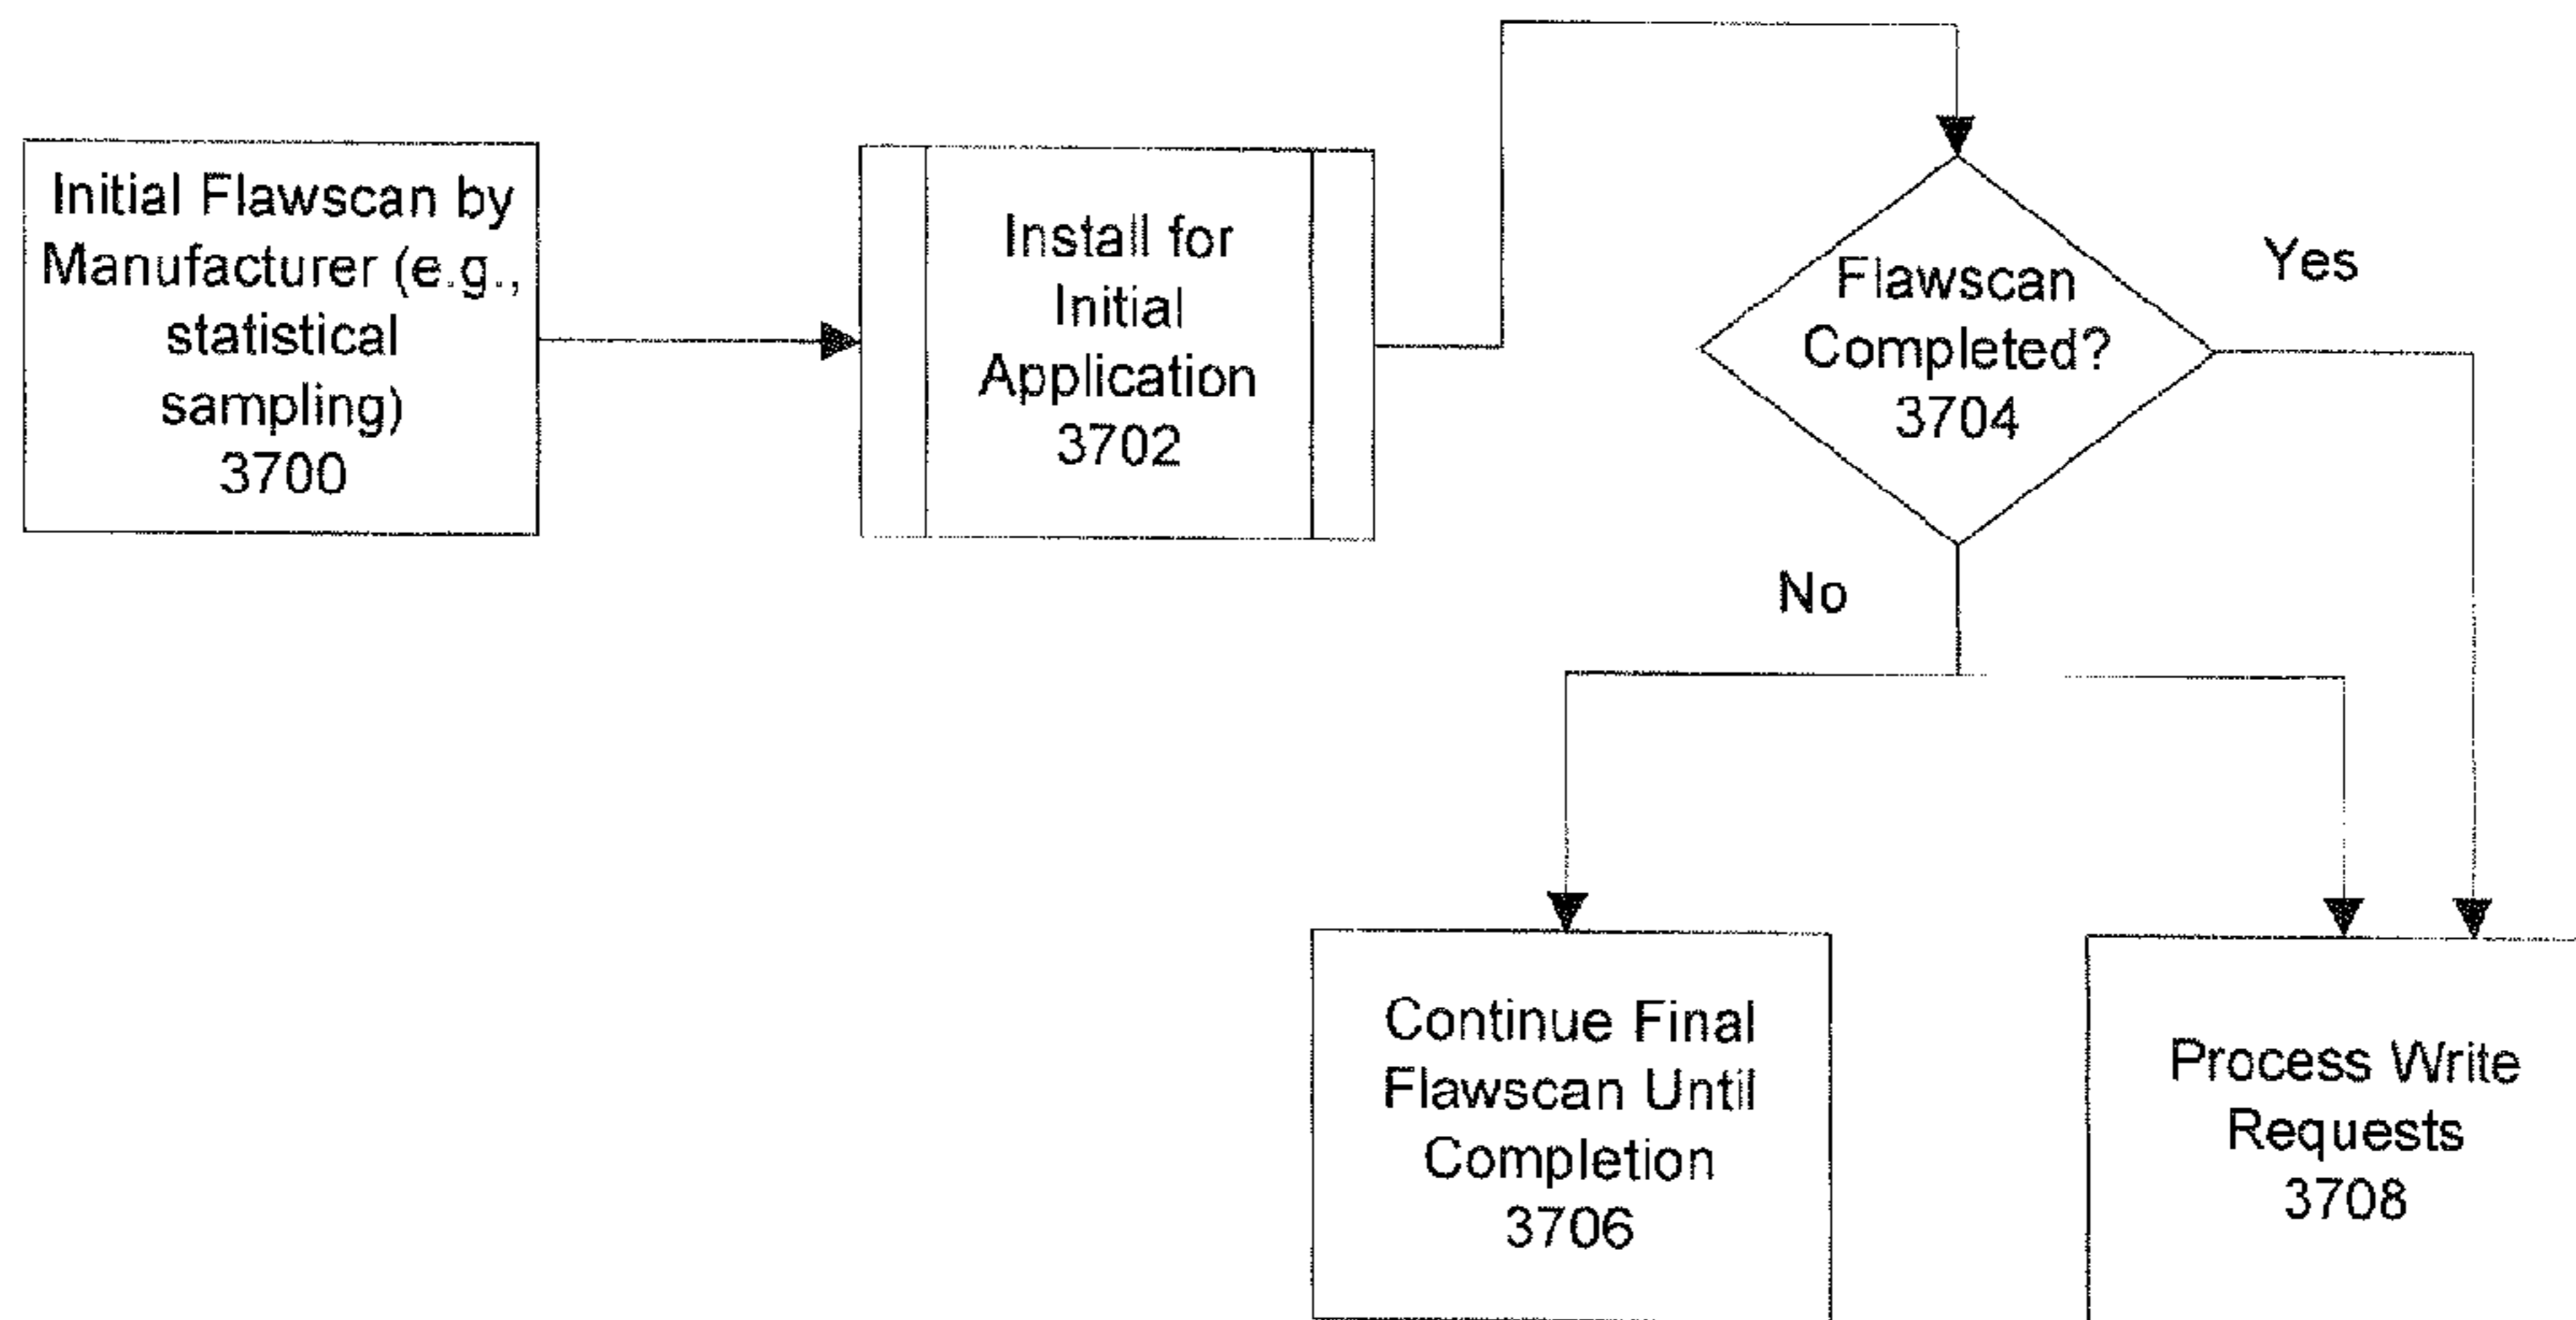 Initial Flawscan by
Manufacturer (e.g.,
statistical
sampling)
3700
Install for
Initial
Application
3702
Flawscan
Completed?
3704
Yes
No
Continue Final
Flawscan Until
Completion
3706
Process Write
Requests
3708